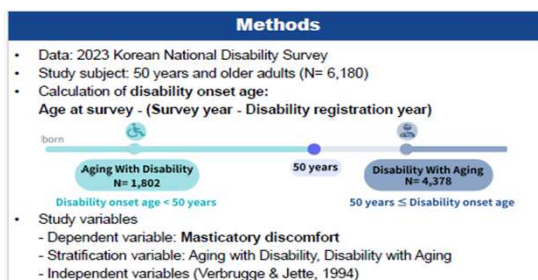 Methods
• Data: 2023 Korean National Disability Survey
• Study subject: 50 years and older adults (N= 6,180)
• Calculation of disability onset age:
Age at survey - (Survey year - Disability registration year)
born
Aging With Disability
N= 1,802
50 years
Disability With Aging
N= 4,378
Disability onset age < 50 years
50 years ≤ Disability onset age
• Study variables
- Dependent variable: Masticatory discomfort
- Stratification variable: Aging with Disability, Disability with Aging
- Independent variables (Verbrugge & Jette, 1994)